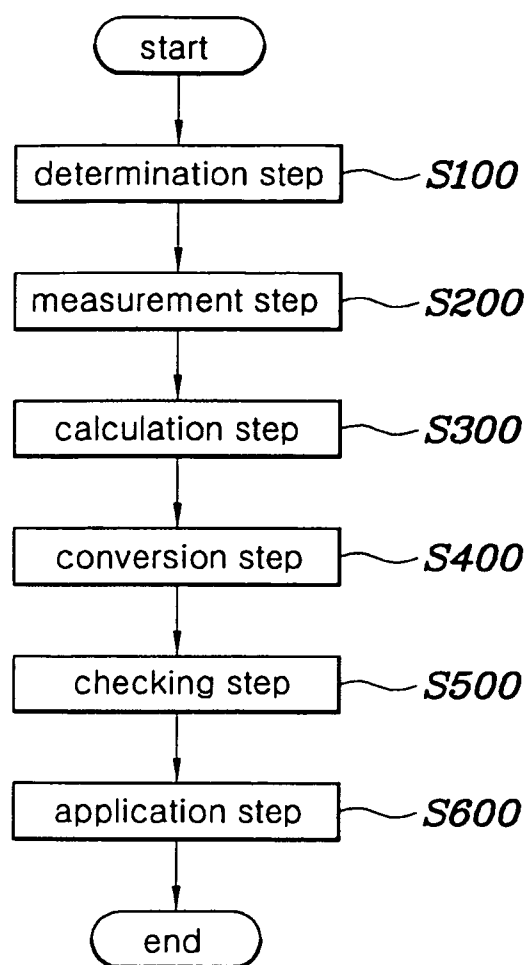 start
determination step S100
measurement step S200
calculation step S300
conversion step S400
checking step S500
application step S600
end